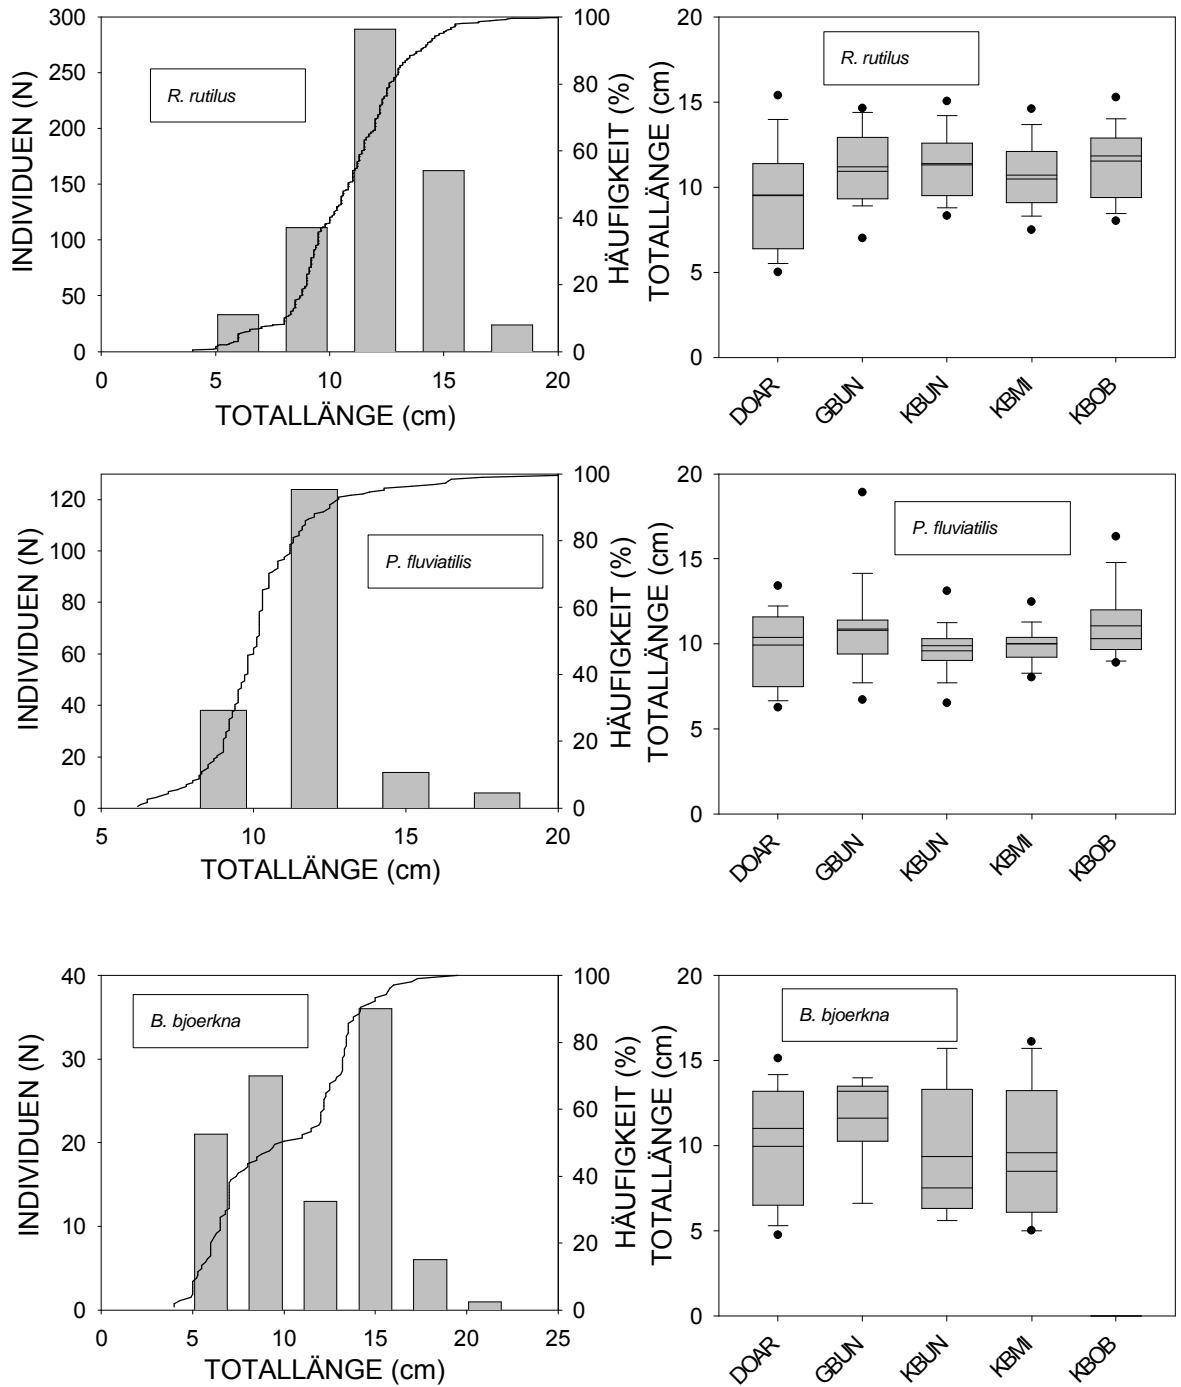 R. rutilus
INDIVIDUEN (N)
300
250
200
150
100
50
0
HÄUFIGKEIT (%)
100
80
60
40
20
0
0 5 10 15 20
TOTALLÄNGE (cm)
R. rutilus
TOTALLÄNGE (cm)
20
15
10
5
0
DOAR GBUN KBUN KBMI KBOB
P. fluviatilis
INDIVIDUEN (N)
120
100
80
60
40
20
0
HÄUFIGKEIT (%)
100
80
60
40
20
0
5 10 15 20
TOTALLÄNGE (cm)
P. fluviatilis
TOTALLÄNGE (cm)
20
15
10
5
0
DOAR GBUN KBUN KBMI KBOB
B. bjoerkna
INDIVIDUEN (N)
40
30
20
10
0
HÄUFIGKEIT (%)
100
80
60
40
20
0
0 5 10 15 20 25
TOTALLÄNGE (cm)
B. bjoerkna
TOTALLÄNGE (cm)
20
15
10
5
0
DOAR GBUN KBUN KBMI KBOB